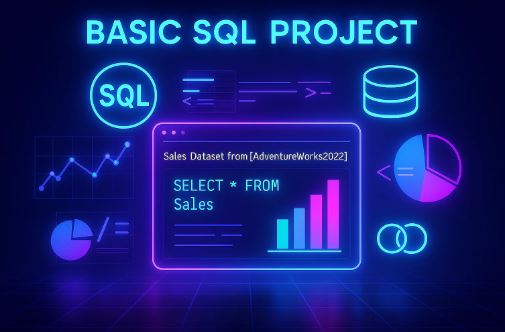 BASIC SQL PROJECT
SQL
Sales Dataset from [AdventureWorks2022]
SELECT * FROM
Sales